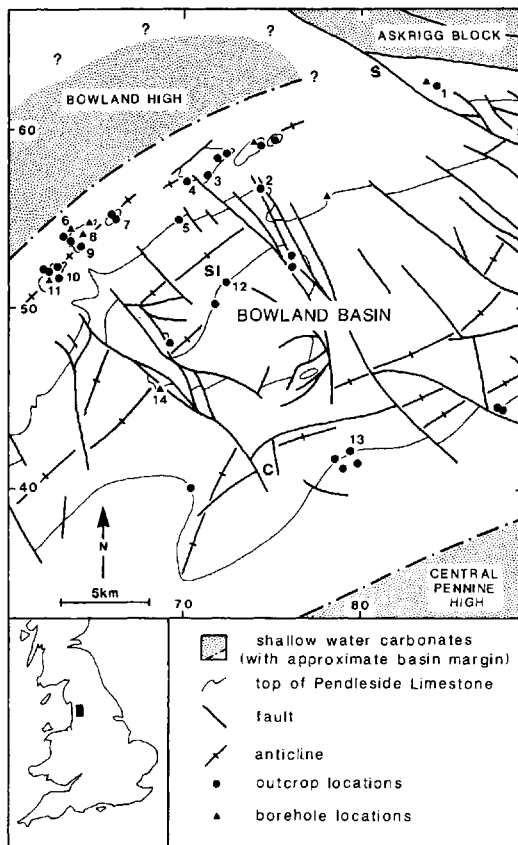 ?
?
?
ASKRIGG BLOCK
S
1
BOWLAND HIGH
60
4
3
2
6
?
7
8
5
9
?
10
11
SI
12
50
BOWLAND BASIN
14
13
C
40
N
5km
70
80
CENTRAL
PENNINE
HIGH
shallow water carbonates
(with approximate basin margin)
top of Pendleside Limestone
fault
anticline
outcrop locations
borehole locations